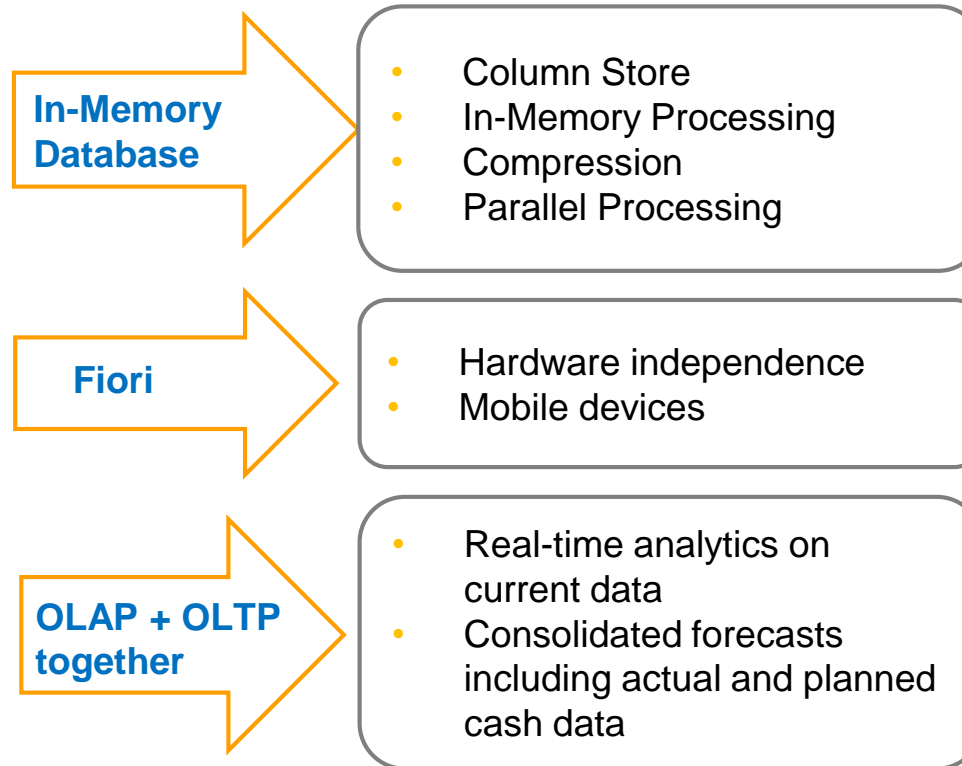 In-Memory
Database
• Column Store
• In-Memory Processing
• Compression
• Parallel Processing
Fiori
• Hardware independence
• Mobile devices
OLAP + OLTP
together
• Real-time analytics on
current data
• Consolidated forecasts
including actual and planned
cash data